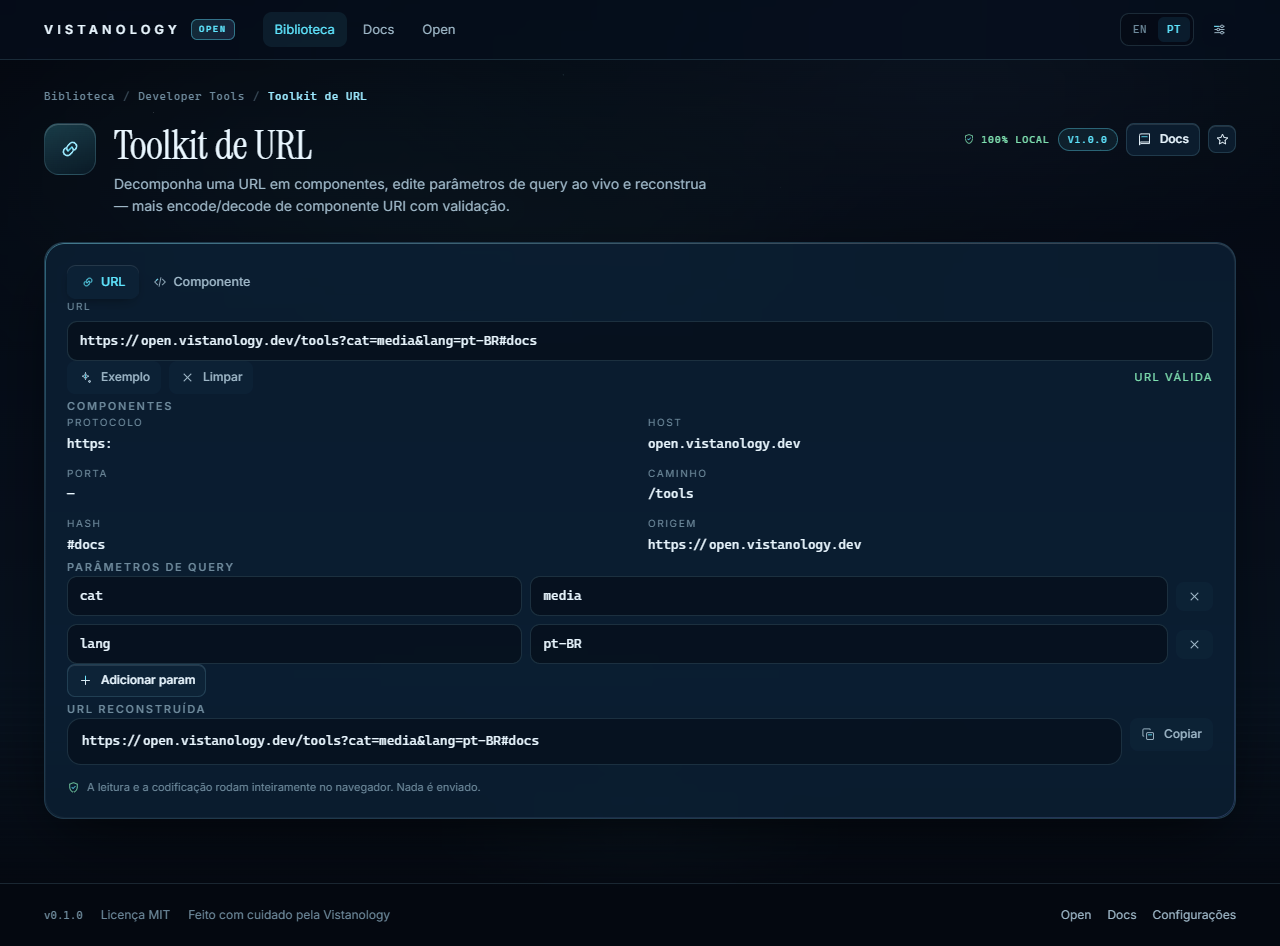 VISTANOLOGY OPEN Biblioteca Docs Open EN PT
Biblioteca / Developer Tools / Toolkit de URL
Toolkit de URL
100% LOCAL V1.0.0 Docs
Decomponha uma URL em componentes, edite parâmetros de query ao vivo e reconstrua
— mais encode/decode de componente URI com validação.
URL Componente
URL
https://open.vistanology.dev/tools?cat=media&lang=pt-BR#docs
Exemplo Limpar URL VÁLIDA
COMPONENTES
PROTOCOLO HOST
https: open.vistanology.dev
PORTA CAMINHO
— /tools
HASH ORIGEM
#docs https://open.vistanology.dev
PARÂMETROS DE QUERY
cat media
lang pt-BR
Adicionar param
URL RECONSTRUÍDA
https://open.vistanology.dev/tools?cat=media&lang=pt-BR#docs Copiar
A leitura e a codificação rodam inteiramente no navegador. Nada é enviado.
v0.1.0 Licença MIT Feito com cuidado pela Vistanology Open Docs Configurações